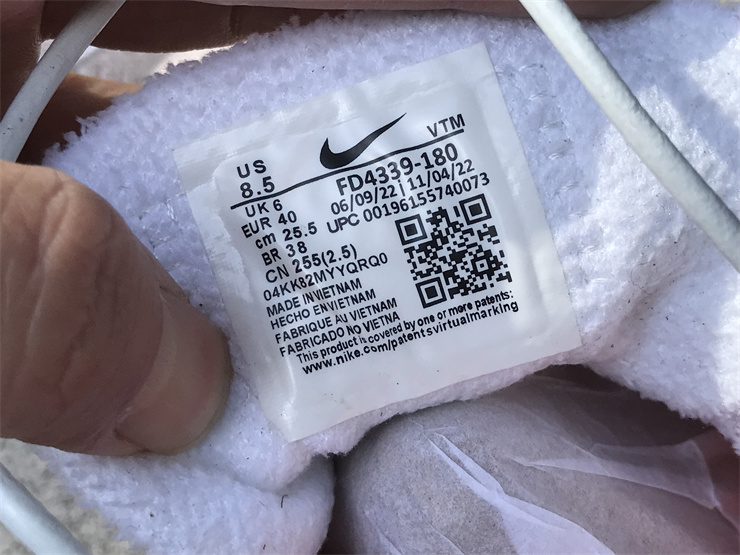 VTM
US
8.5
FD4339-180
UK 6
06/09/22 | 11/04/22
EUR 40
UPC 00196155740073
cm 25.5
BR 38
CN 255(2.5)
04KK82MYYQRQ0
MADE IN VIETNAM
HECHO EN VIETNAM
FABRIQUE AU VIETNAM
FABRICADO NO VIETNA
This product is covered by one or more patents:
www.nike.com/patentsvirtualmarking